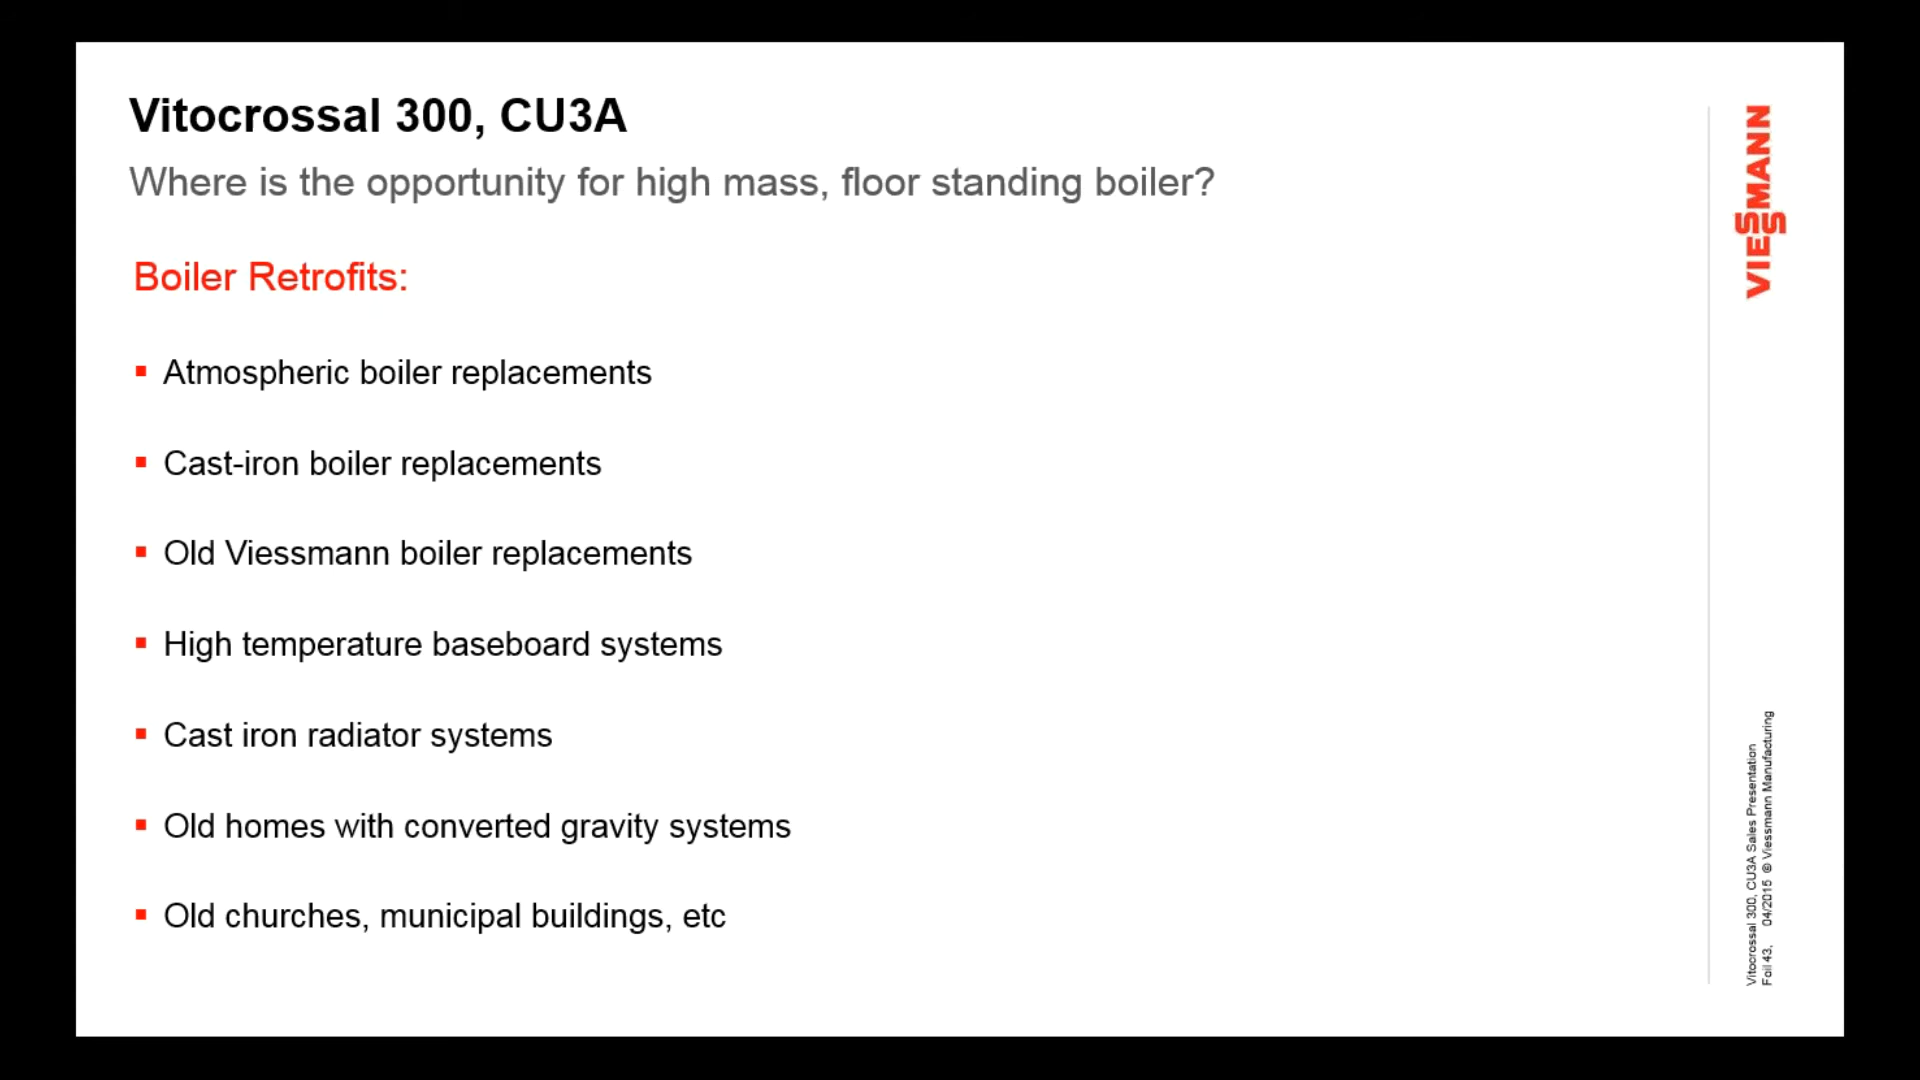 Vitocrossal 300, CU3A
Where is the opportunity for high mass, floor standing boiler?
Boiler Retrofits:
Atmospheric boiler replacements
Cast-iron boiler replacements
Old Viessmann boiler replacements
High temperature baseboard systems
Cast iron radiator systems
Old homes with converted gravity systems
Old churches, municipal buildings, etc
VIESSMANN
Vitocrossal 300, CU3A Sales Presentation
Foil 43, 04/2015 © Viessmann Manufacturing